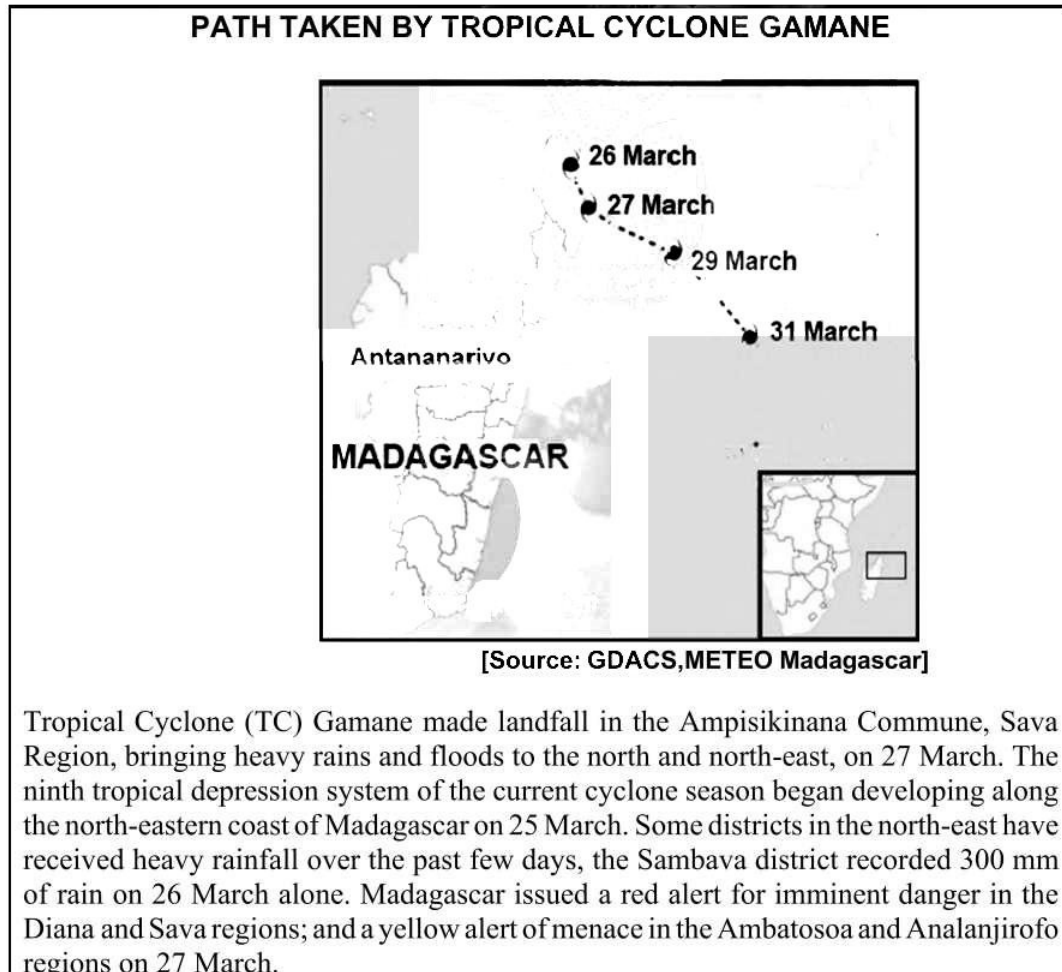 PATH TAKEN BY TROPICAL CYCLONE GAMANE
26 March
27 March
29 March
31 March
Antananarivo
MADAGASCAR
[Source: GDACS,METEO Madagascar]
Tropical Cyclone (TC) Gamane made landfall in the Ampisikinana Commune, Sava
Region, bringing heavy rains and floods to the north and north-east, on 27 March. The
ninth tropical depression system of the current cyclone season began developing along
the north-eastern coast of Madagascar on 25 March. Some districts in the north-east have
received heavy rainfall over the past few days, the Sambava district recorded 300 mm
of rain on 26 March alone. Madagascar issued a red alert for imminent danger in the
Diana and Sava regions; and a yellow alert of menace in the Ambatosoa and Analanjirofo
regions on 27 March.